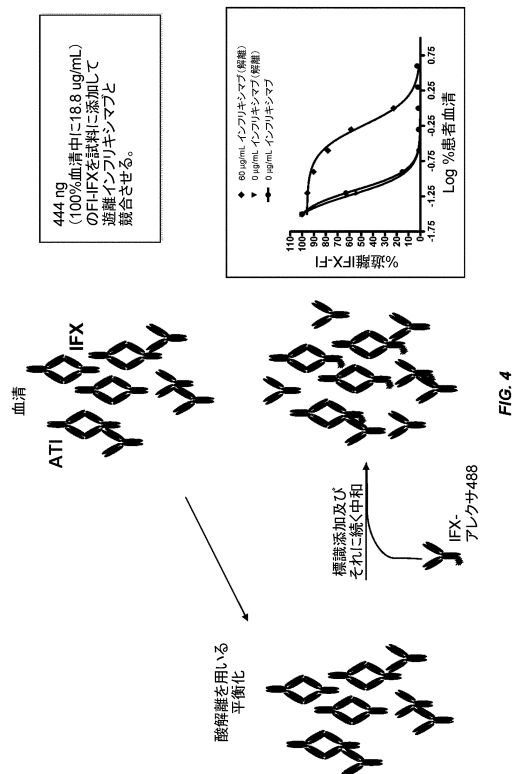 血清
ATI
IFX
444 ng
(100%血清中に18.8 ug/mL)
のFI-IFXを試料に添加して
遊離インフリキシマブと
競合させる。
酸解離を用いる
平衡化
標識添加及び
それに続く中和
IFX-
アレクサ488
60 μg/mL インフリキシマブ(解離)
0 μg/mL インフリキシマブ(解離)
0 μg/mL インフリキシマブ
%遊離IFX-FI
110
100
90
80
70
60
50
40
30
20
10
0
-1.75
-1.25
-0.75
-0.25
0.25
0.75
Log %患者血清
FIG. 4